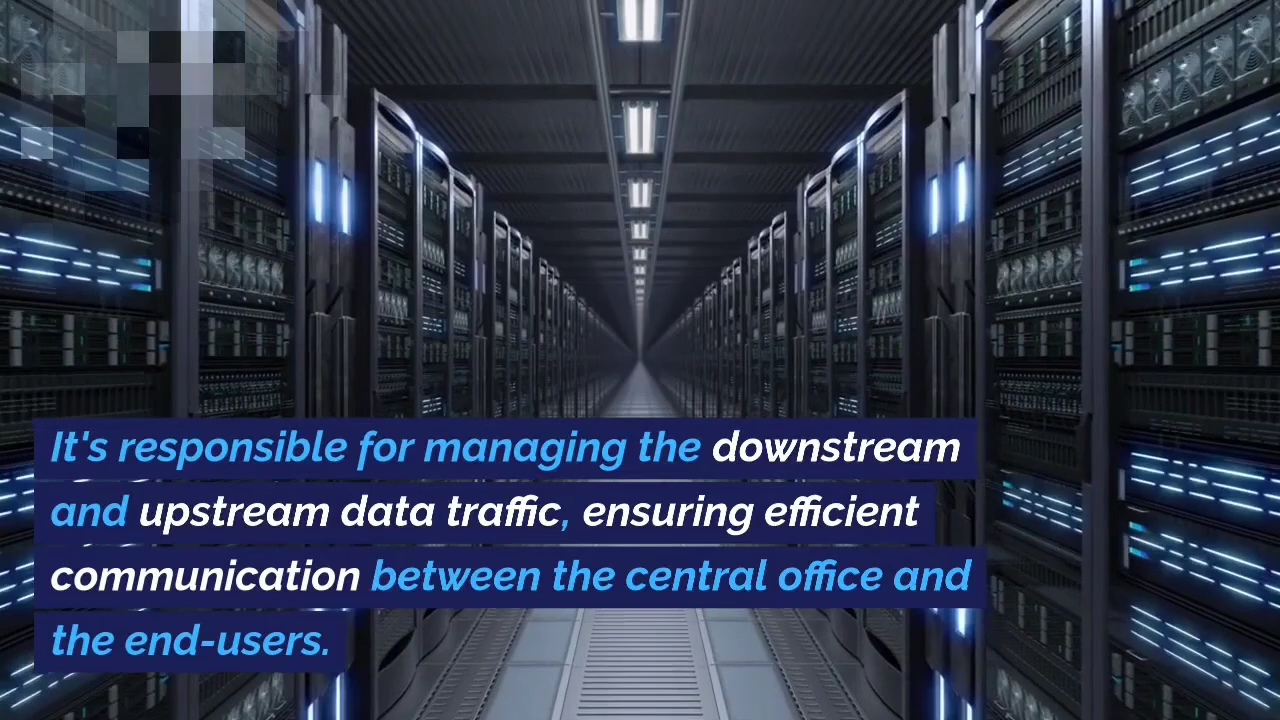 It's responsible for managing the downstream
and upstream data traffic, ensuring efficient
communication between the central office and
the end-users.